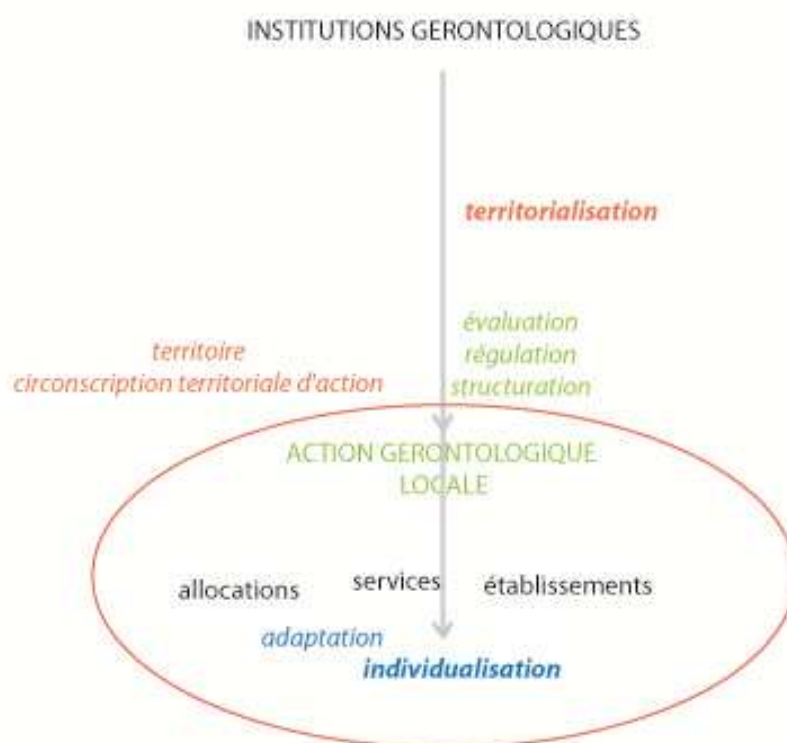 INSTITUTIONS GERONTOLOGIQUES
territorialisation
évaluation
régulation
structuration
territoire
circonscription territoriale d'action
ACTION GERONTOLOGIQUE
LOCALE
allocations
services
établissements
adaptation
individualisation